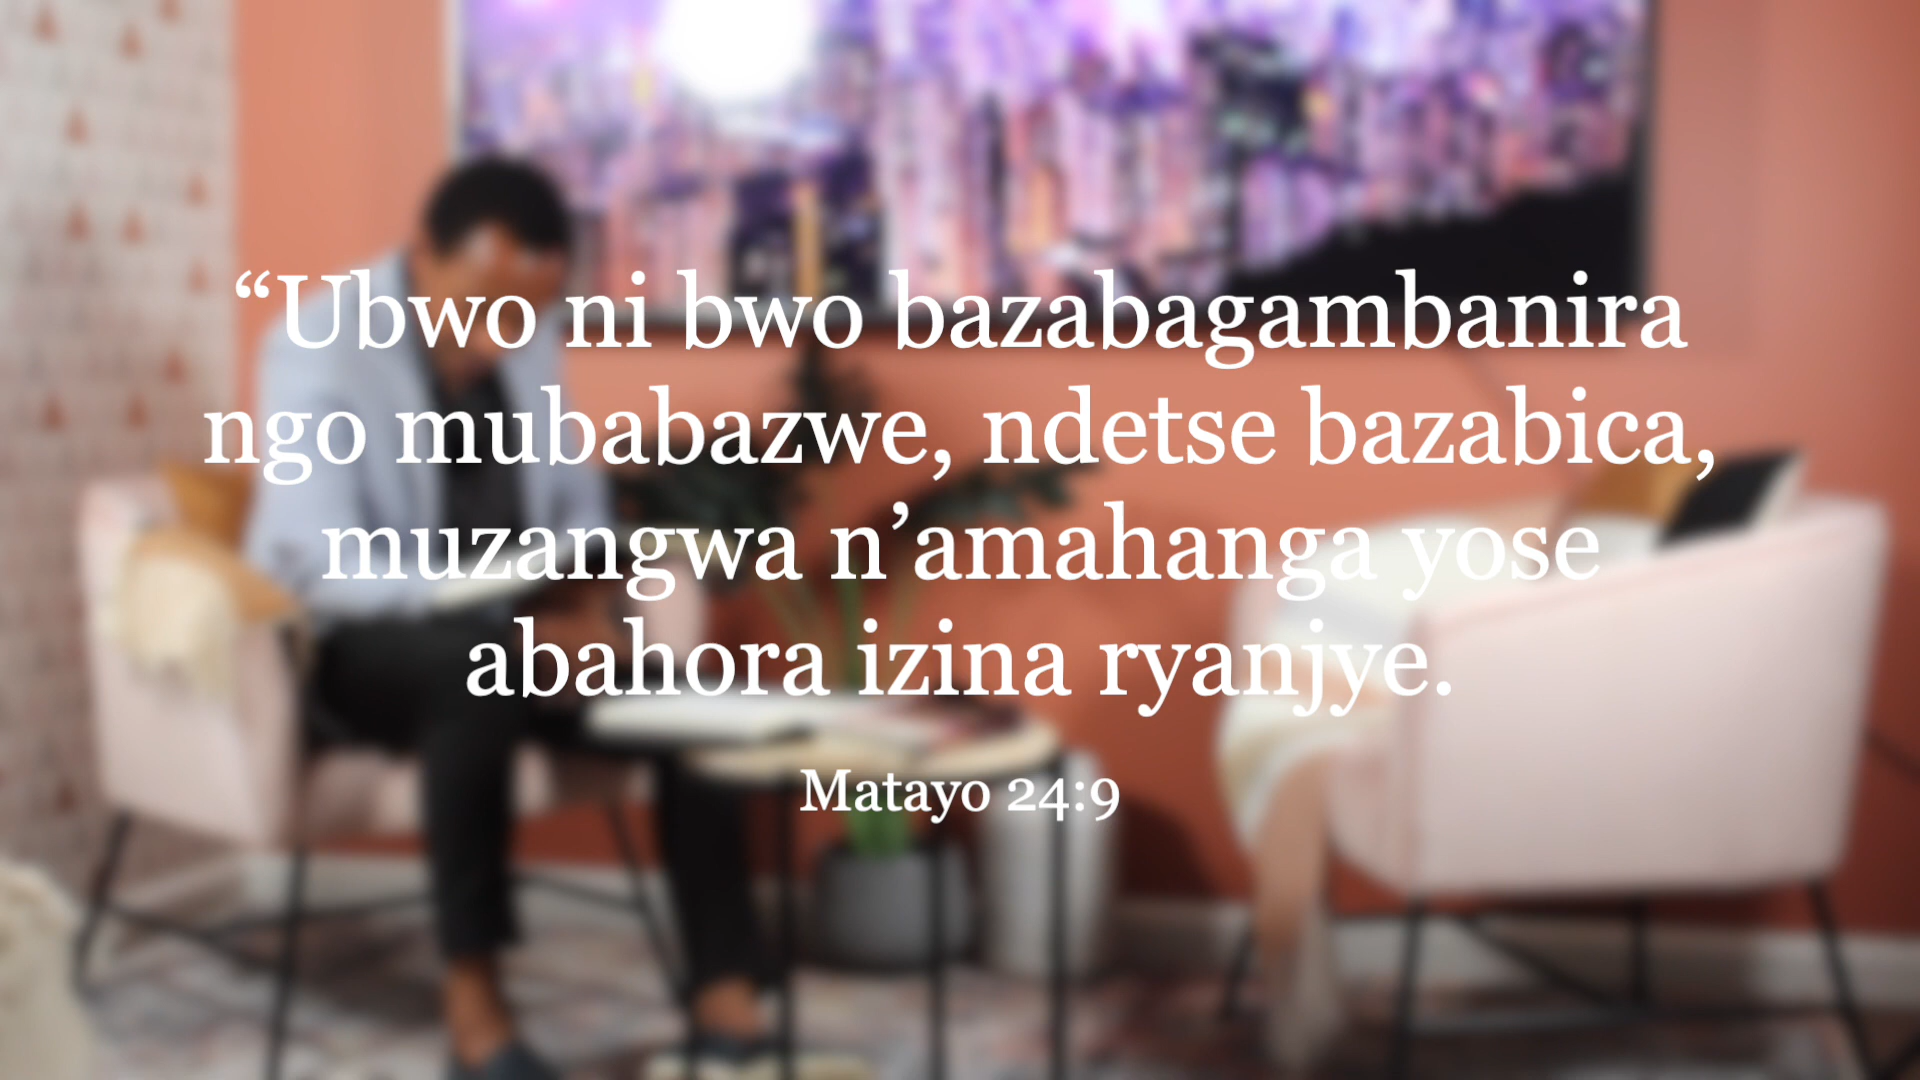 “Ubwo ni bwo bazabagambanira
ngo mubabazwe, ndetse bazabica,
muzangwa n’amahanga yose
abahora izina ryanjye.
Matayo 24:9